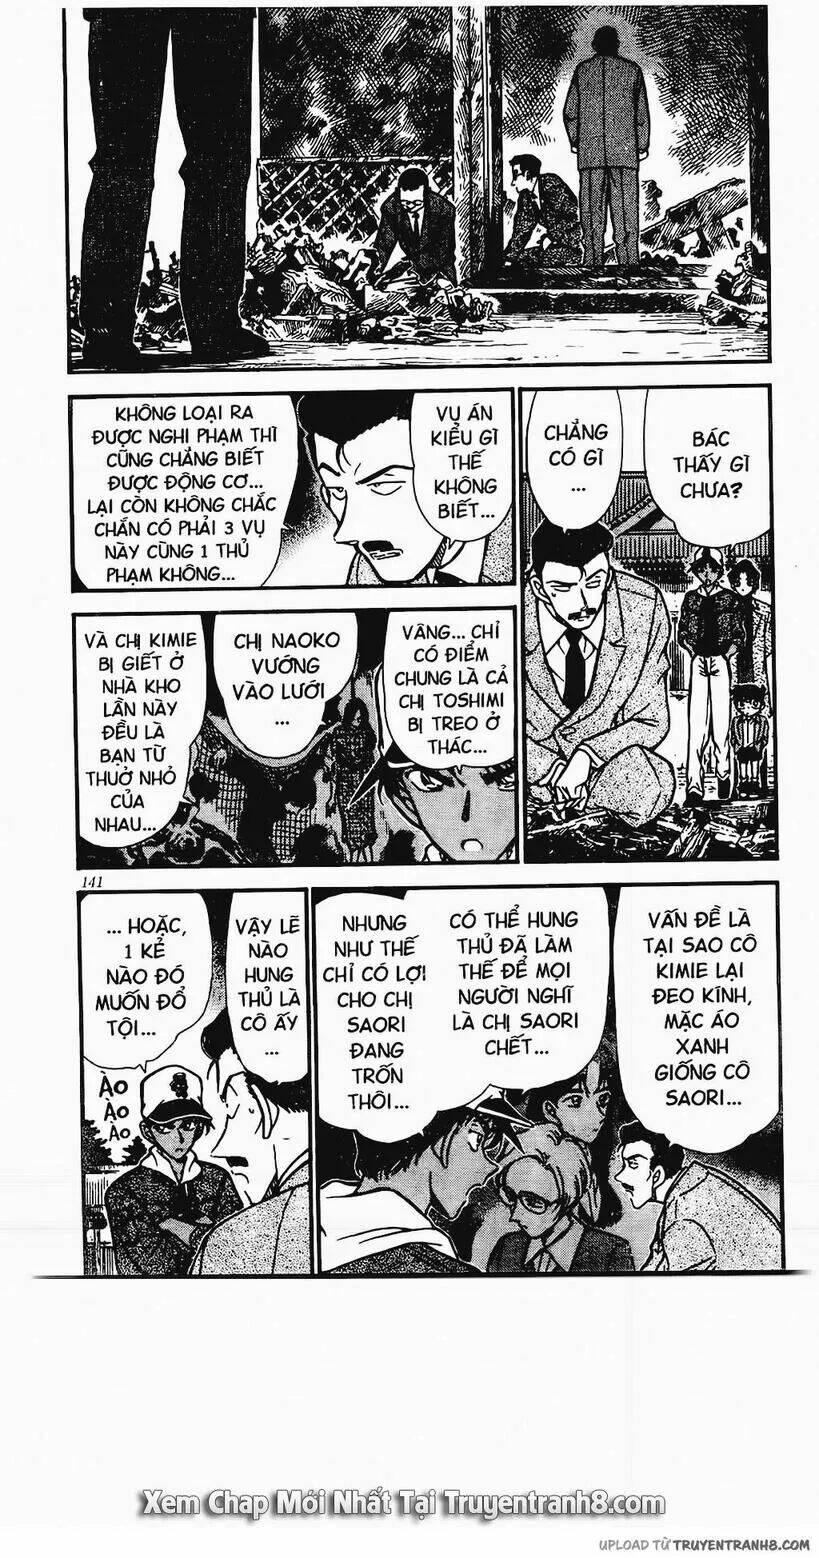 BÁC
THẤY GÌ
CHƯA?
CHẲNG
CÓ GÌ
...
VỤ ÁN
KIỂU GÌ
THẾ
KHÔNG
BIẾT...
KHÔNG LOẠI RA
ĐƯỢC NGHI PHẠM THÌ
CŨNG CHẲNG BIẾT
ĐƯỢC ĐỘNG CƠ...
LẠI CÒN KHÔNG CHẮC
CHẮN CÓ PHẢI 3 VỤ
NÀY CÙNG 1 THỦ
PHẠM KHÔNG...
VÂNG... CHỈ
CÓ ĐIỂM
CHUNG LÀ CẢ
CHỊ TOSHIMI
BỊ TREO Ở
THÁC...
CHỊ NAOKO
VƯỚNG
VÀO LƯỚI
...
VÀ CHỊ KIMIE
BỊ GIẾT Ở
NHÀ KHO
LẦN NÀY
ĐỀU LÀ
BẠN TỪ
THUỞ NHỎ
CỦA
NHAU...
141
VẤN ĐỀ LÀ
TẠI SAO CÔ
KIMIE LẠI
ĐEO KÍNH,
MẶC ÁO
XANH
GIỐNG CÔ
SAORI...
CÓ THỂ HUNG
THỦ ĐÃ LÀM
THẾ ĐỂ MỌI
NGƯỜI NGHĨ
LÀ CHỊ SAORI
CHẾT...
NHƯNG
NHƯ THẾ
CHỈ CÓ LỢI
CHO CHỊ
SAORI
ĐANG
TRỐN
THÔI...
VẬY LẼ
NÀO
HUNG
THỦ LÀ
CÔ ẤY
...
... HOẶC,
1 KẺ
NÀO ĐÓ
MUỐN ĐỔ
TỘI...
ÀO
ÀO
ÀO
Xem Chap Mới Nhất Tại Truyentranh8.com
UPLOAD TỪ TRUYENTRANH8.COM